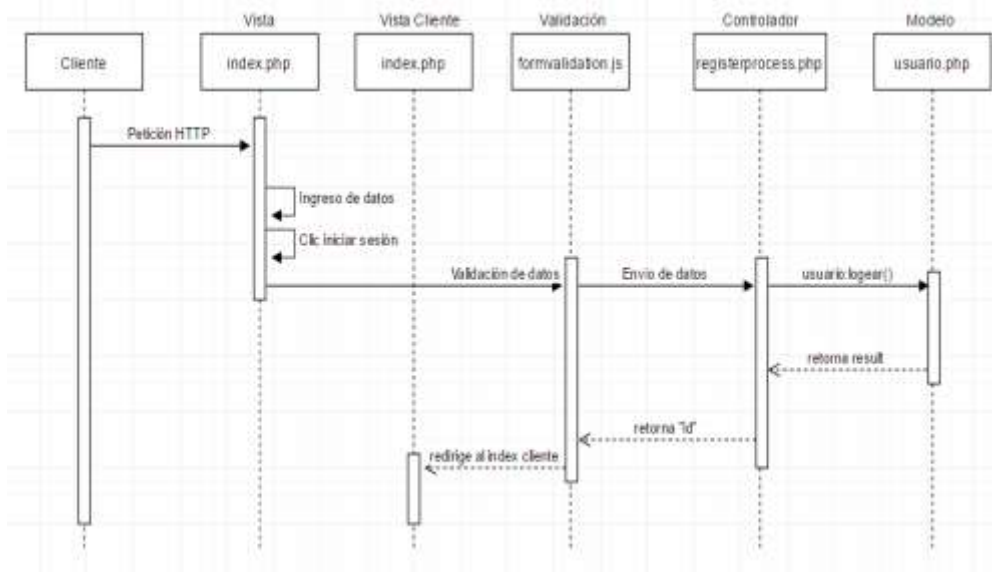 Vista
Vista Cliente
Validación
Controlador
Modelo
Cliente
index.php
index.php
formvalidation.js
registerprocess.php
usuario.php
Petición HTTP
Ingreso de datos
Clic iniciar sesión
Validación de datos
Envio de datos
usuario.logear()
retorna result
retorna "id"
redirige al index cliente